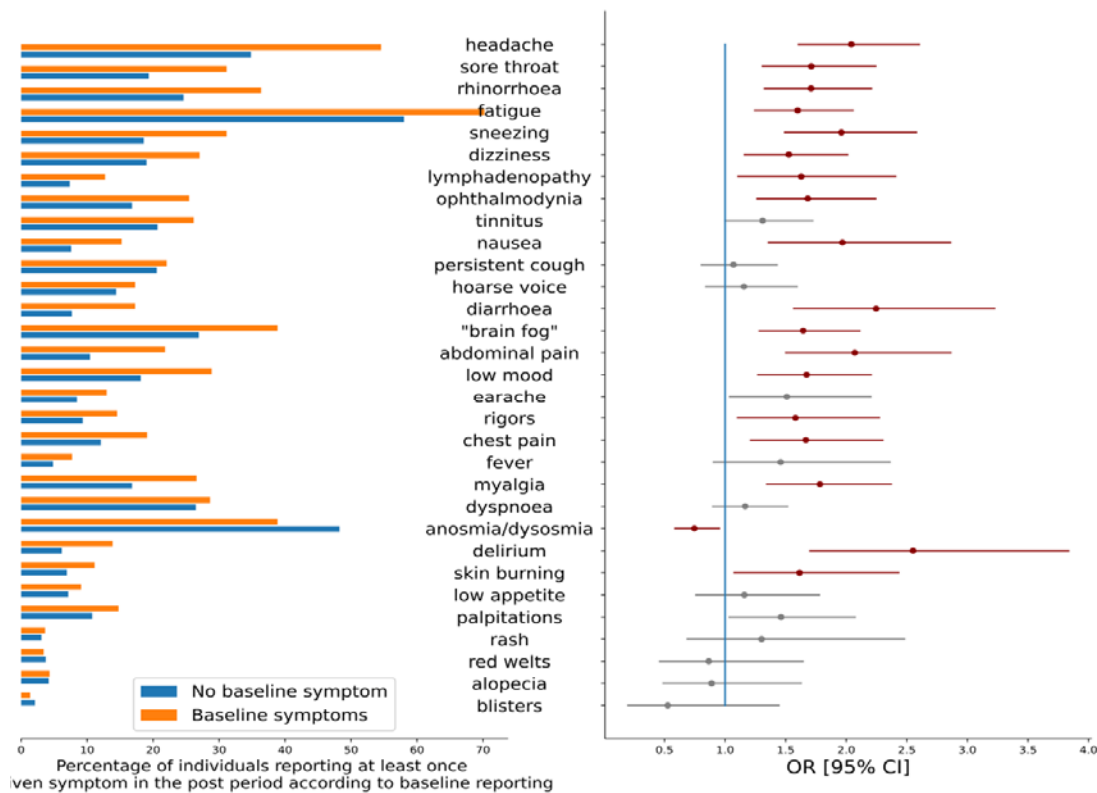 headache
sore throat
rhinorrhoea
fatigue
sneezing
dizziness
lymphadenopathy
ophthalmodynia
tinnitus
nausea
persistent cough
hoarse voice
diarrhoea
"brain fog"
abdominal pain
low mood
earache
rigors
chest pain
fever
myalgia
dyspnoea
anosmia/dysosmia
delirium
skin burning
low appetite
palpitations
rash
red welts
alopecia
blisters
No baseline symptom
Baseline symptoms
0 10 20 30 40 50 60 70
Percentage of individuals reporting at least once
iven symptom in the post period according to baseline reporting
0.5 1.0 1.5 2.0 2.5 3.0 3.5 4.0
OR [95% CI]